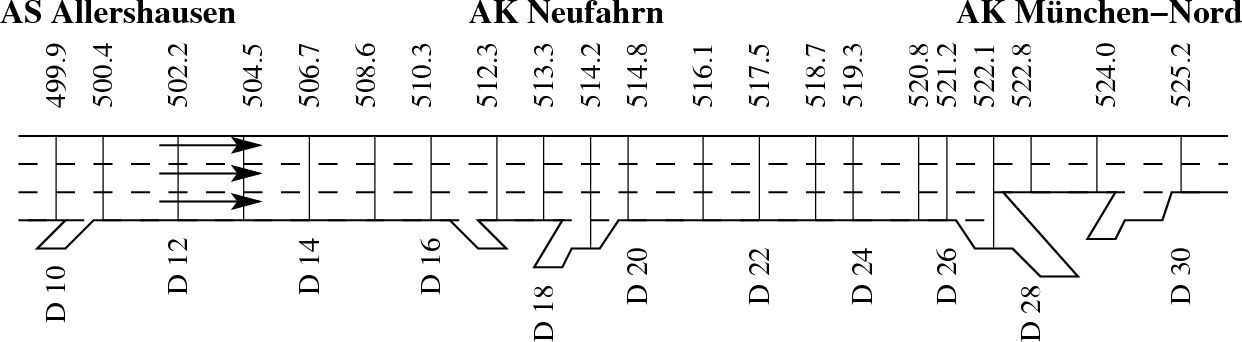 AS Allershausen AK Neufahrn AK München–Nord
499.9 500.4 502.2 504.5 506.7 508.6 510.3 512.3 513.3 514.2 514.8 516.1 517.5 518.7 519.3 520.8 521.2 522.1 522.8 524.0 525.2
D 10 D 12 D 14 D 16 D 18 D 20 D 22 D 24 D 26 D 28 D 30